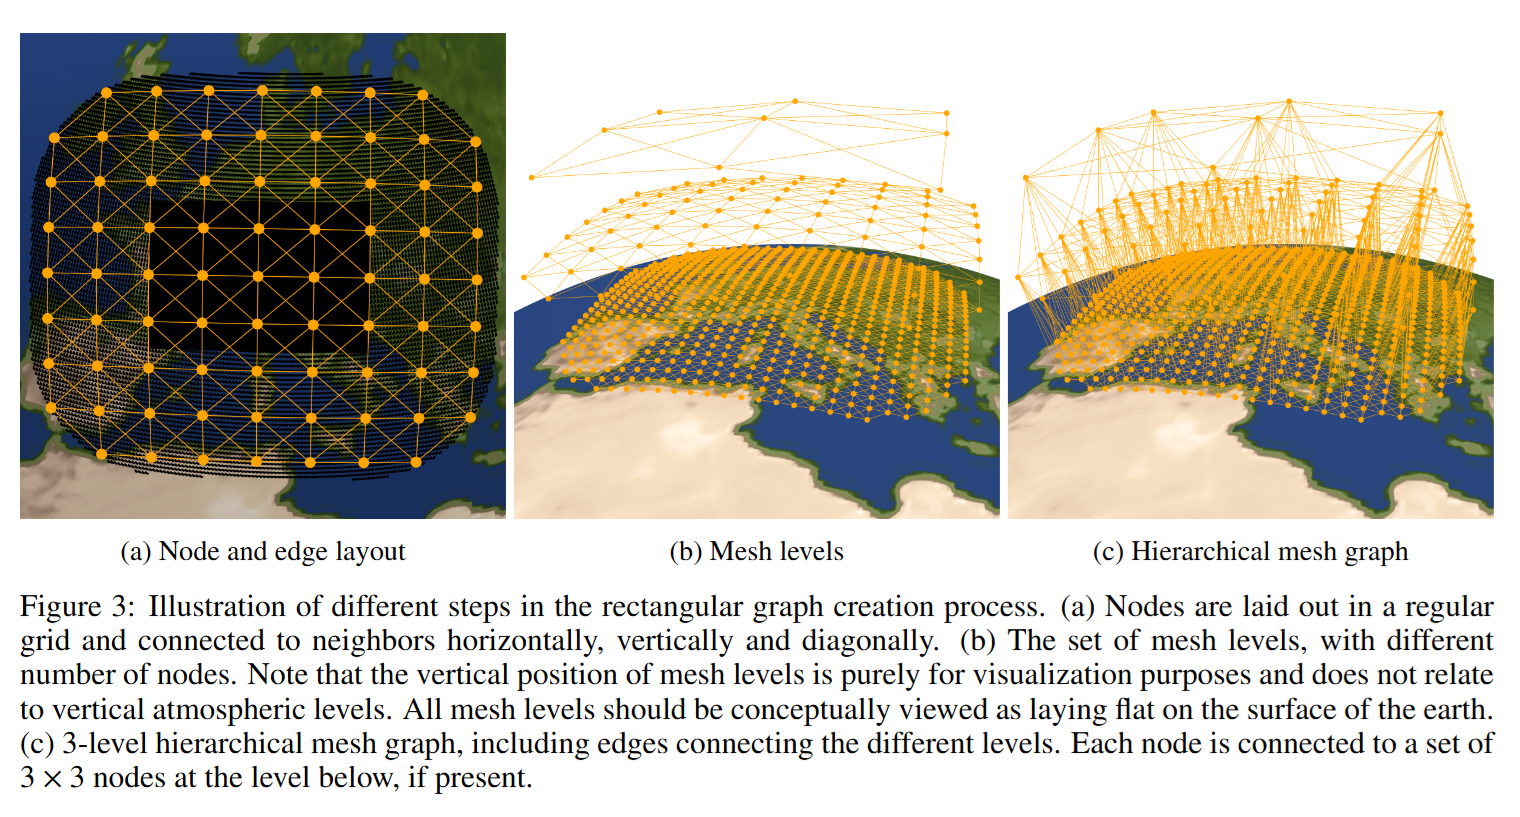 (a) Node and edge layout
(b) Mesh levels
(c) Hierarchical mesh graph
Figure 3: Illustration of different steps in the rectangular graph creation process. (a) Nodes are laid out in a regular
grid and connected to neighbors horizontally, vertically and diagonally. (b) The set of mesh levels, with different
number of nodes. Note that the vertical position of mesh levels is purely for visualization purposes and does not relate
to vertical atmospheric levels. All mesh levels should be conceptually viewed as laying flat on the surface of the earth.
(c) 3-level hierarchical mesh graph, including edges connecting the different levels. Each node is connected to a set of
3 × 3 nodes at the level below, if present.